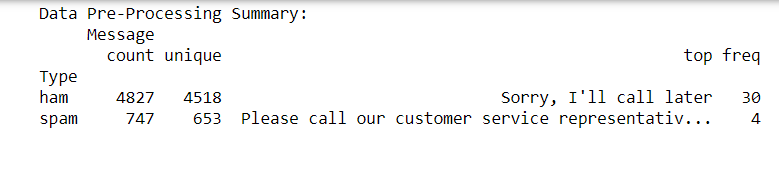 Data Pre-Processing Summary:
Message
count unique top freq
Type
ham 4827 4518 Sorry, I'll call later 30
spam 747 653 Please call our customer service representativ... 4